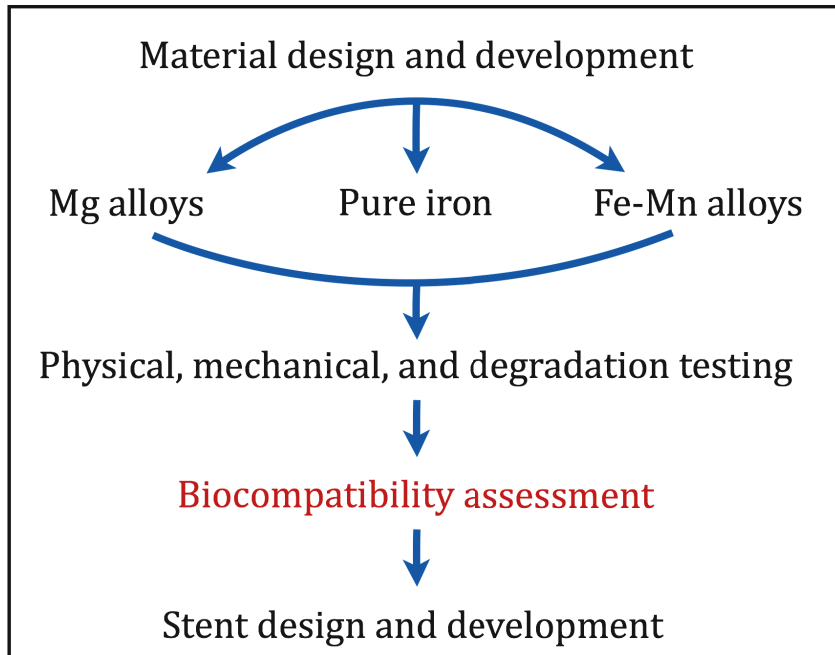 Material design and development
Mg alloys
Pure iron
Fe-Mn alloys
Physical, mechanical, and degradation testing
Biocompatibility assessment
Stent design and development